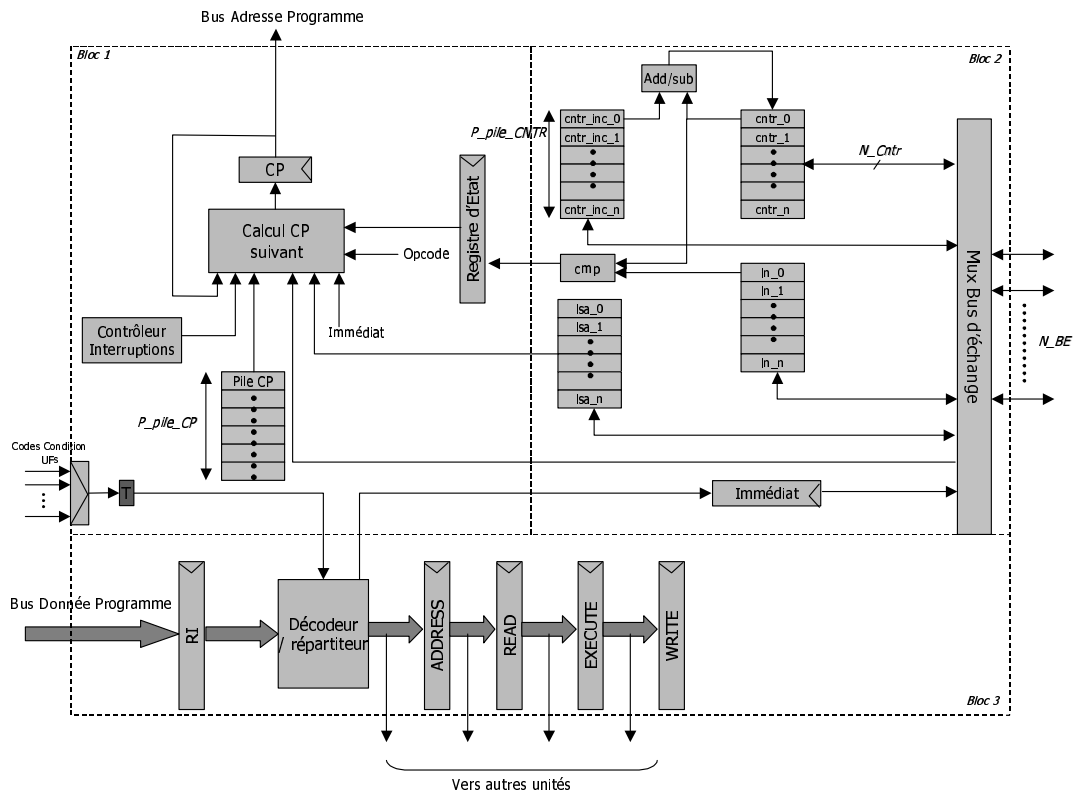 Bus Adresse Programme
Bloc 1
Bloc 2
Add/sub
P_pile_CNTR
cntr_inc_0
cntr_inc_1
cntr_inc_n
cntr_0
cntr_1
cntr_n
N_Cntr
CP
Calcul CP
suivant
Registre d'Etat
Opcode
cmp
ln_0
ln_1
ln_n
lsa_0
lsa_1
lsa_n
Mux Bus d'échange
N_BE
Contrôleur
Interruptions
Immédiat
Pile CP
P_pile_CP
Codes Condition
UFs
T
Immédiat
Bus Donnée Programme
RI
Décodeur
/ répartiteur
ADDRESS
READ
EXECUTE
WRITE
Bloc 3
Vers autres unités